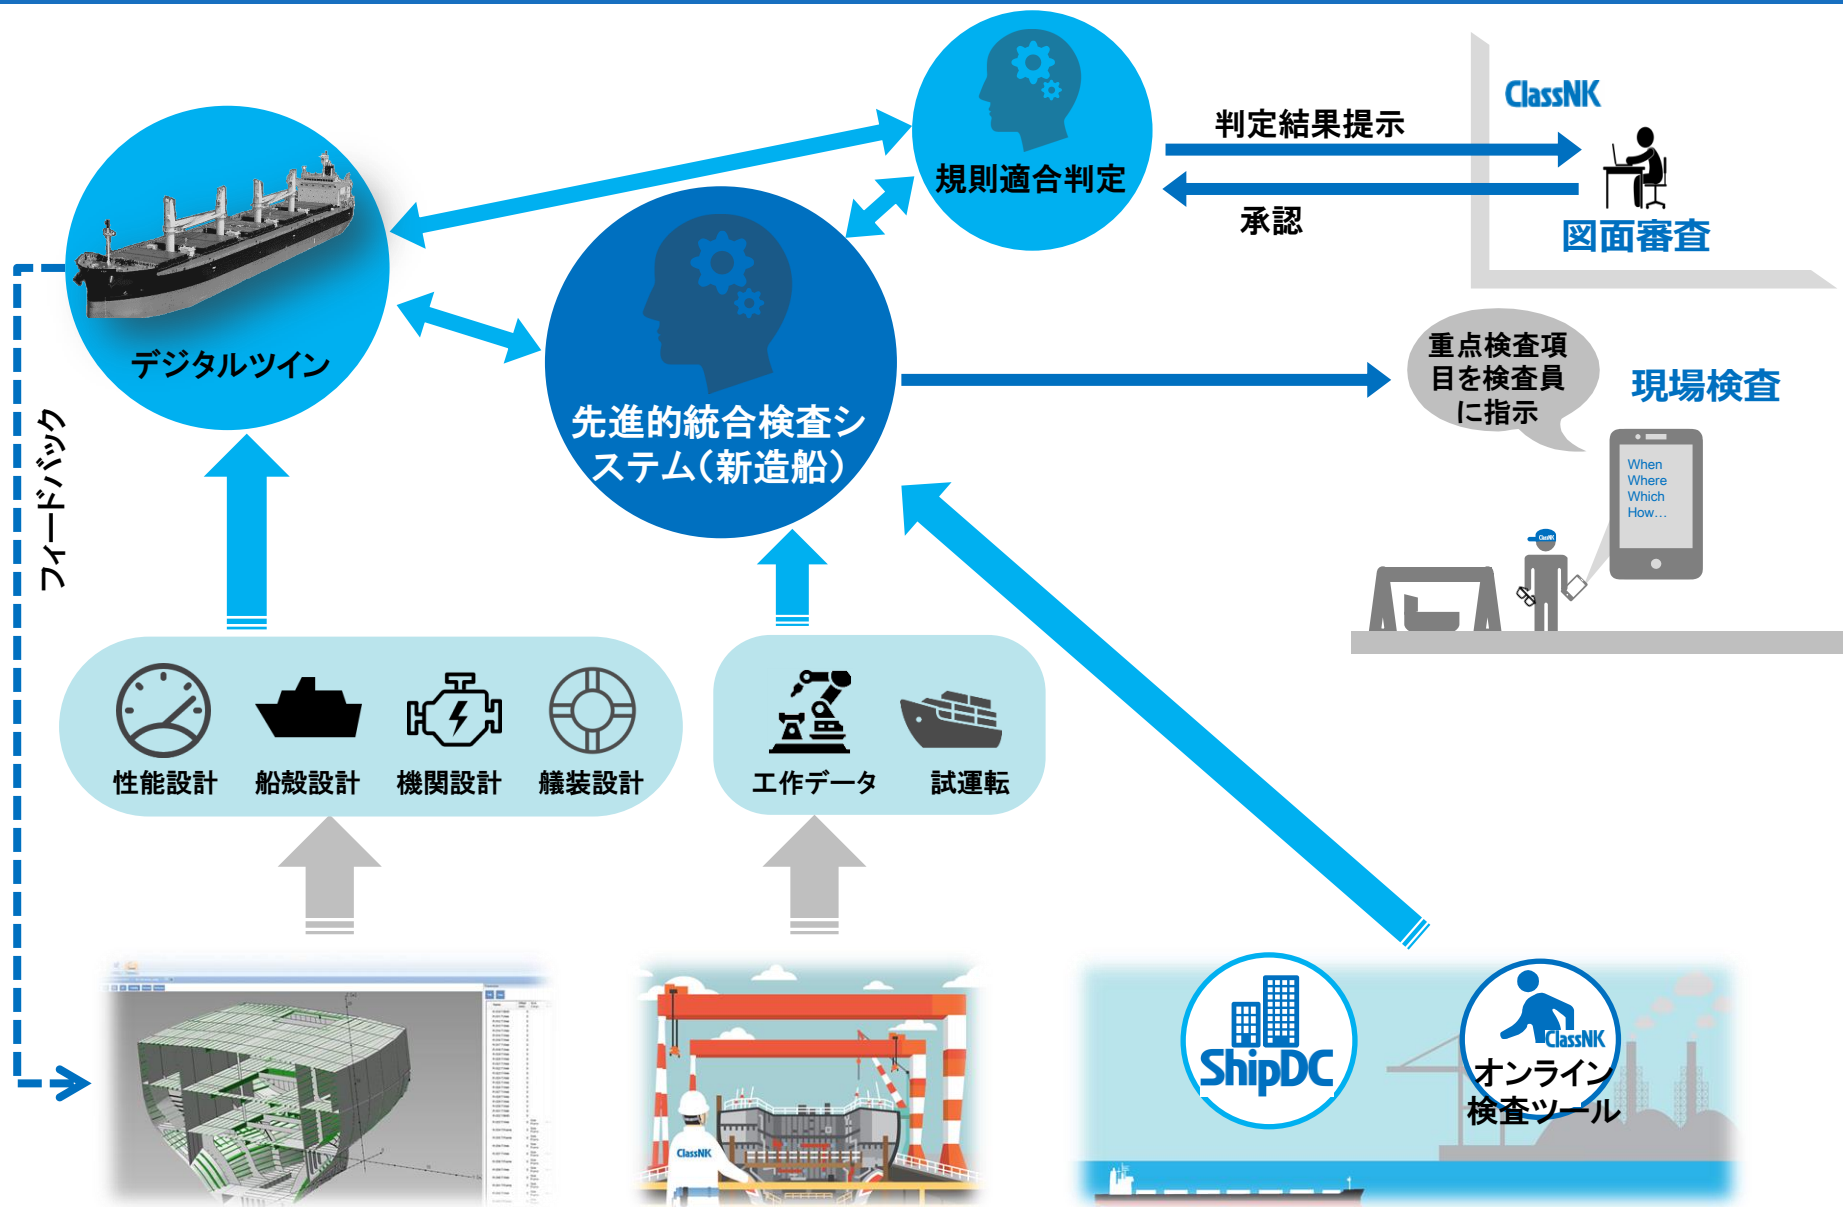 ClassNK
判定結果提示
規則適合判定
承認
図面審査
デジタルツイン
重点検査項
目を検査員
に指示
現場検査
先進的統合検査シ
ステム(新造船)
When
Where
Which
How…
フィードバック
ClassNK
性能設計
船殻設計
機関設計
艤装設計
工作データ
試運転
ShipDC
ClassNK
オンライン
検査ツール
ClassNK